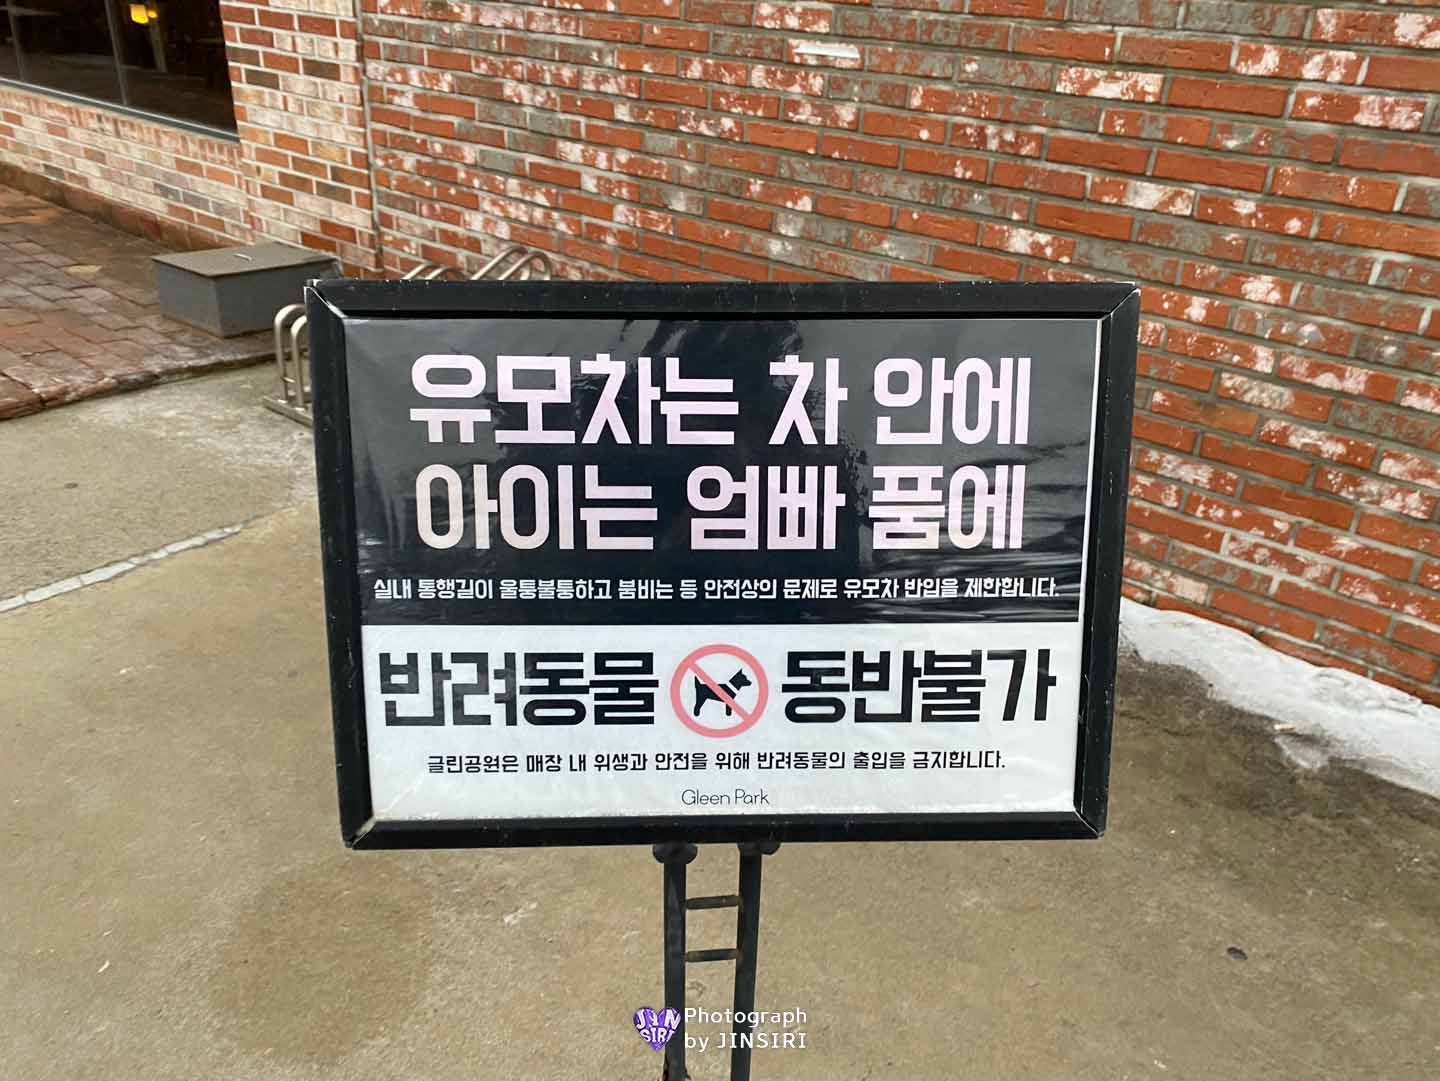 유모차는 차 안에
아이는 엄빠 품에
실내 통행길이 울퉁불퉁하고 붐비는 등 안전상의 문제로 유모차 반입을 제한합니다.
반려동물 동반불가
글린공원은 매장 내 위생과 안전을 위해 반려동물의 출입을 금지합니다.
Gleen Park
JIN
SIRI
Photograph
by JINSIRI